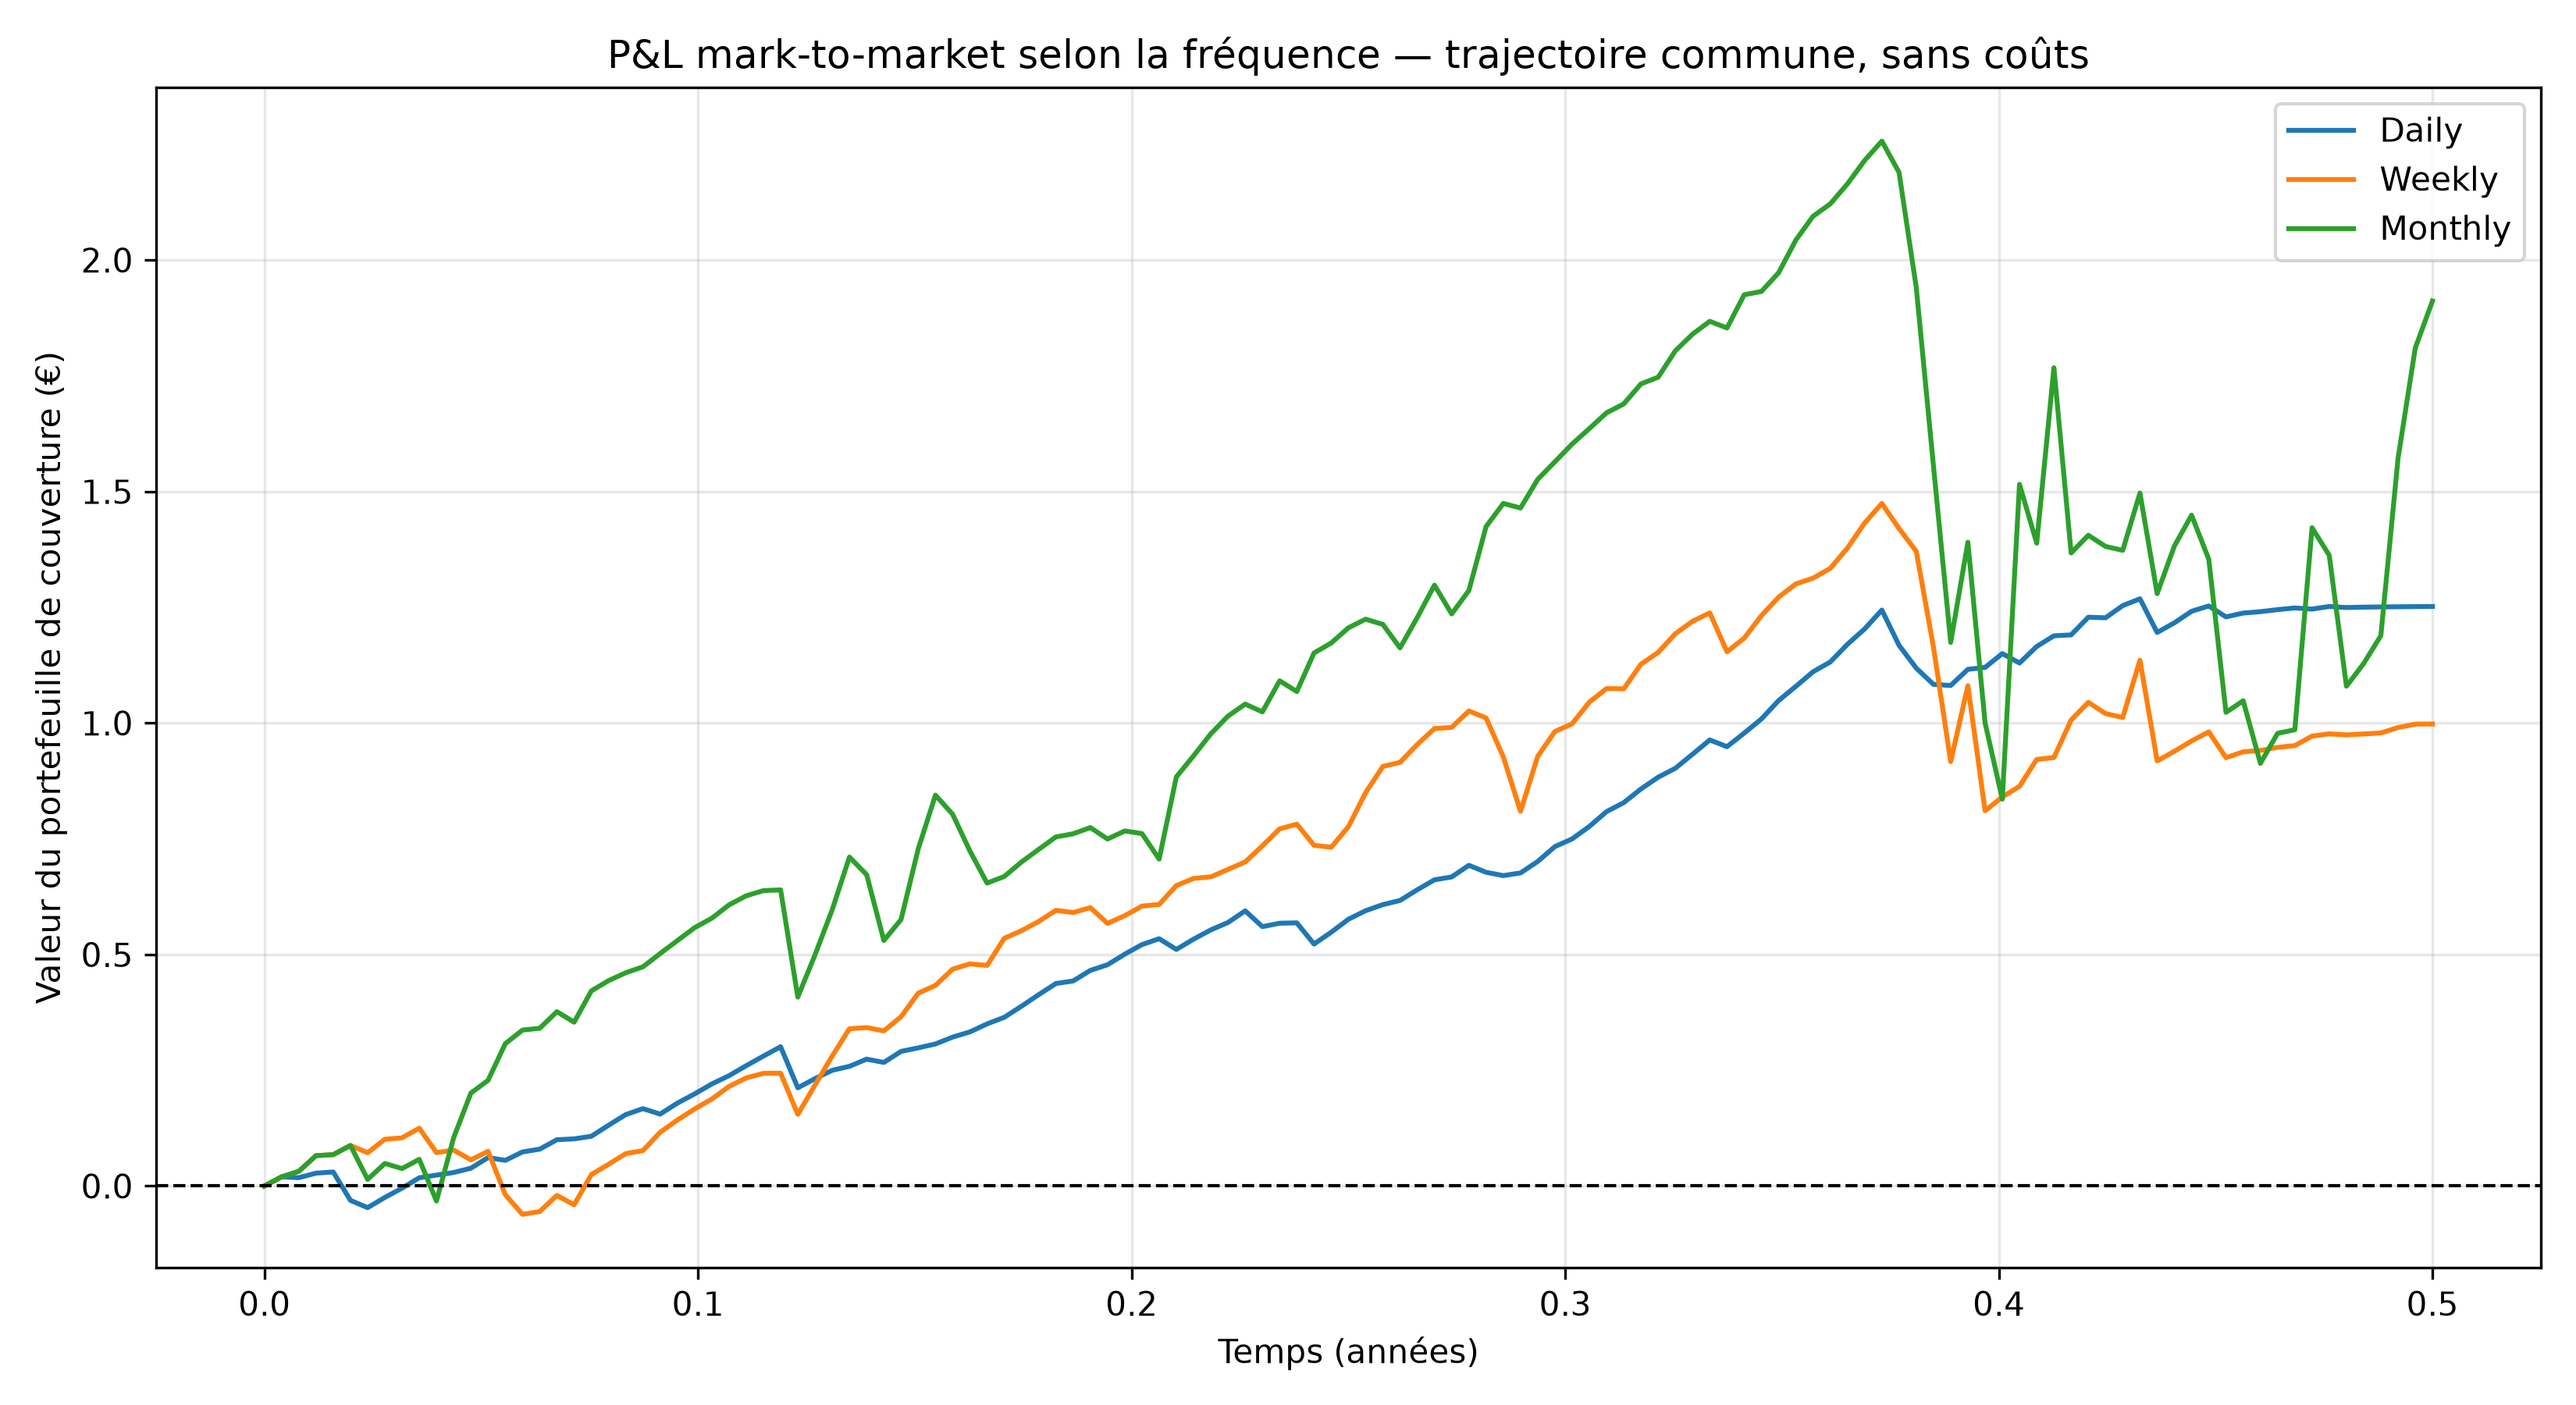 P&L mark-to-market selon la fréquence — trajectoire commune, sans coûts
Daily
Weekly
Monthly
Valeur du portefeuille de couverture (€)
2.0
1.5
1.0
0.5
0.0
0.0 0.1 0.2 0.3 0.4 0.5
Temps (années)